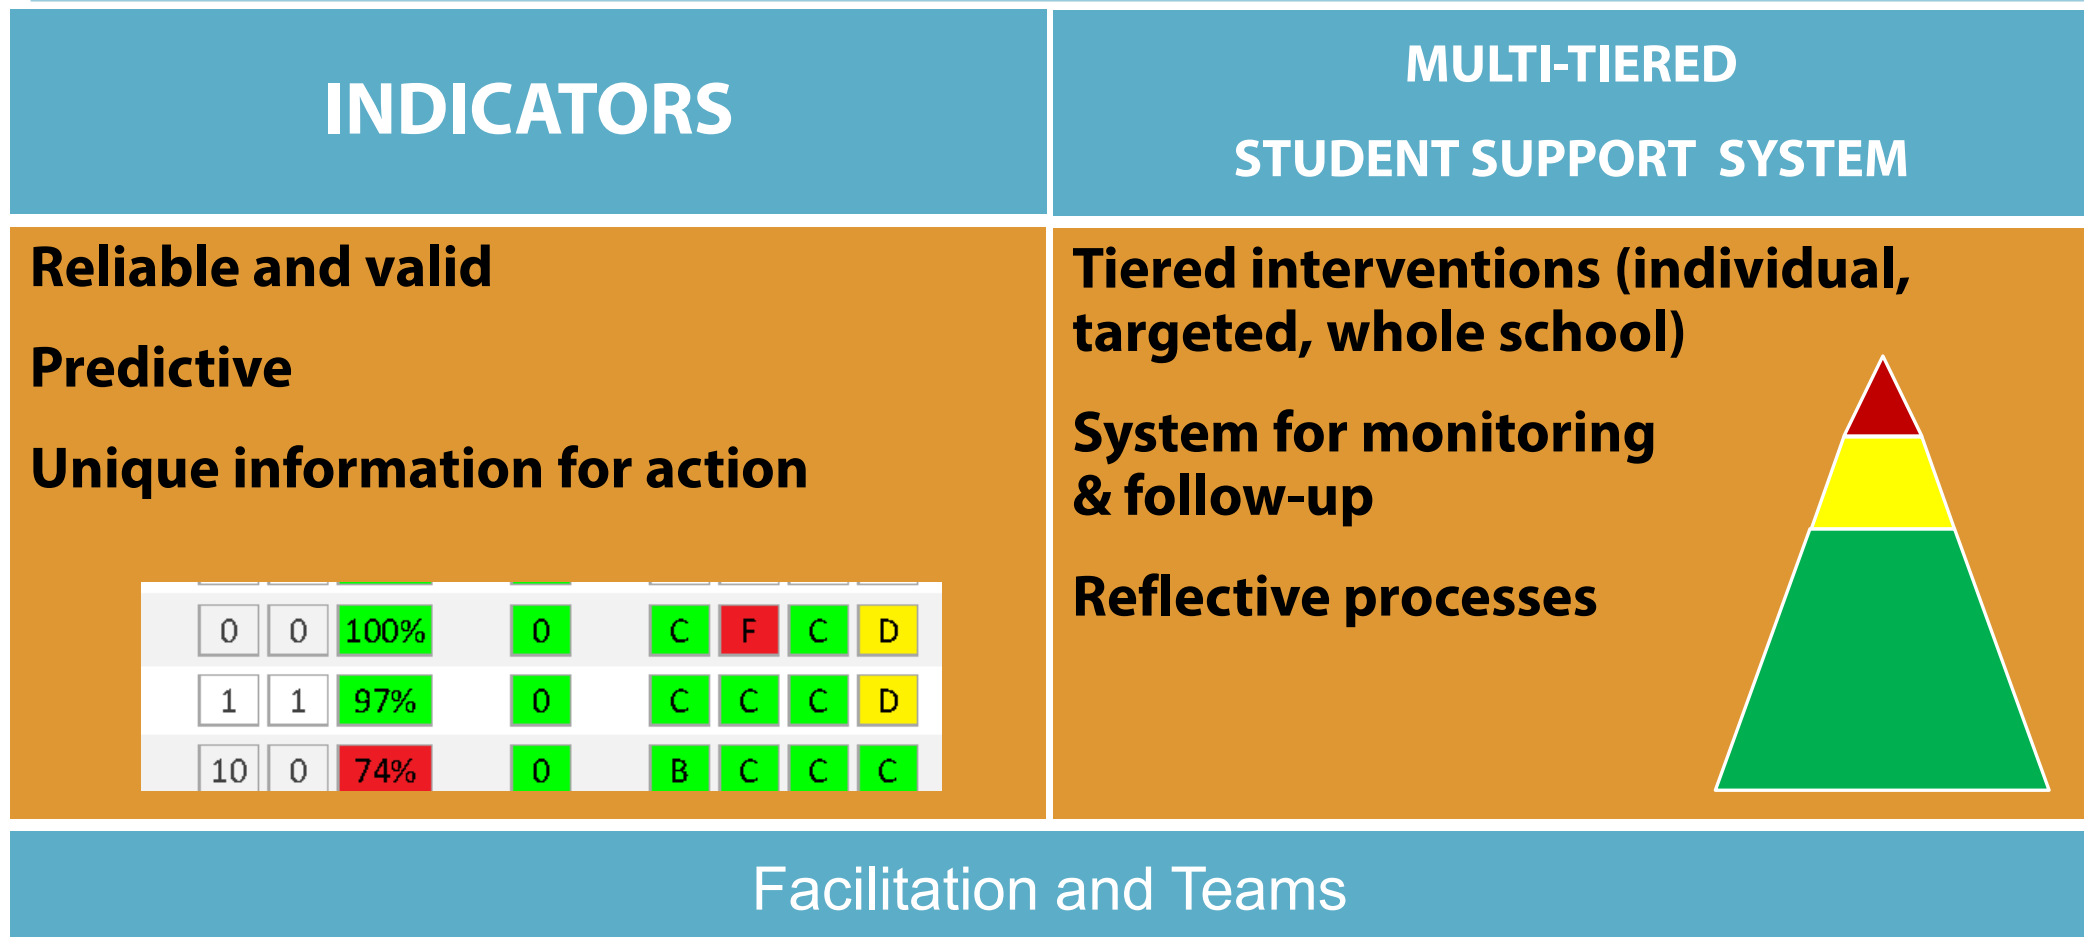 INDICATORS
MULTI-TIERED
STUDENT SUPPORT SYSTEM
Reliable and valid
Predictive
Unique information for action
0 0 100% 0 C F C D
1 1 97% 0 C C C D
10 0 74% 0 B C C C
Tiered interventions (individual,
targeted, whole school)
System for monitoring
& follow-up
Reflective processes
Facilitation and Teams